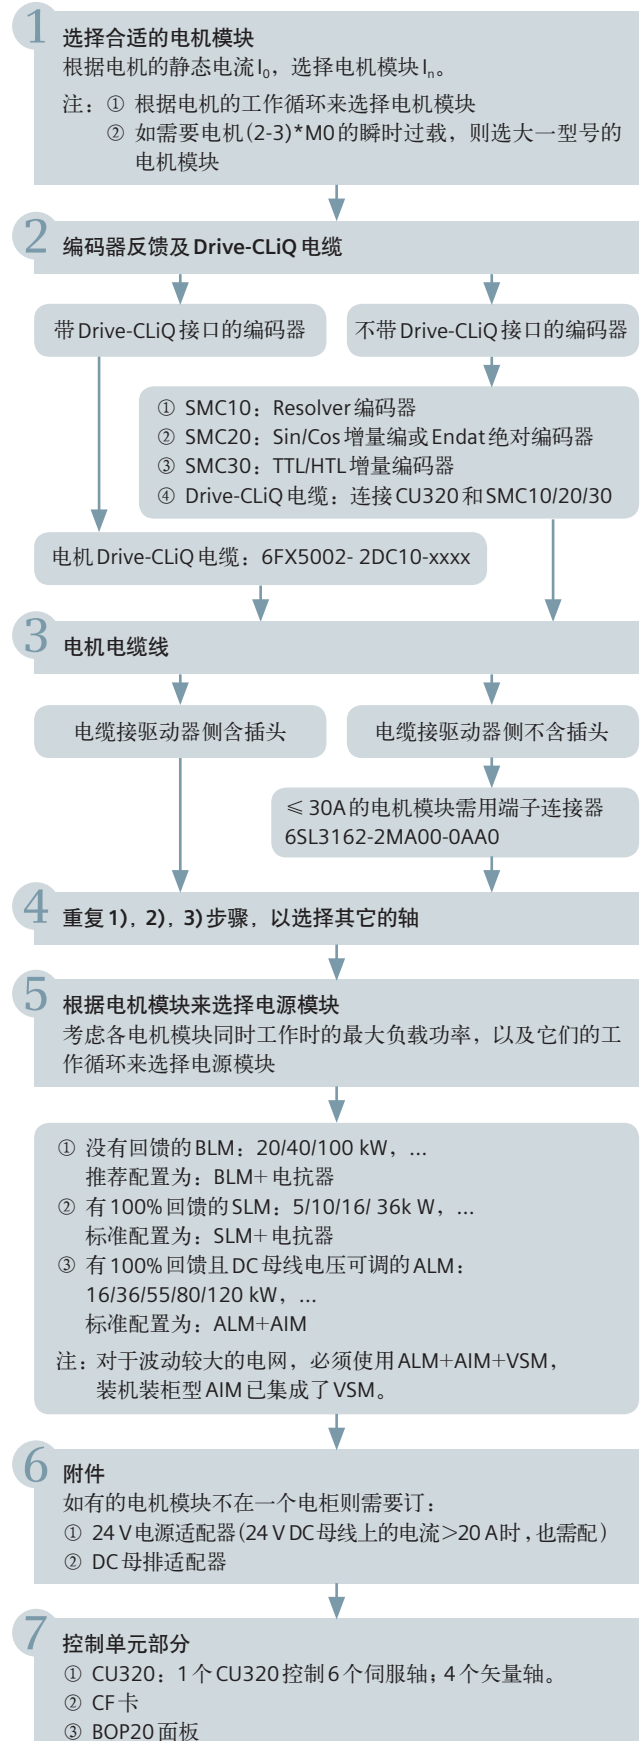 1
选择合适的电机模块
根据电机的静态电流I0，选择电机模块In。
注：① 根据电机的工作循环来选择电机模块
② 如需要电机(2-3)*M0的瞬时过载，则选大一型号的
电机模块
2
编码器反馈及Drive-CLiQ电缆
带Drive-CLiQ接口的编码器
不带Drive-CLiQ接口的编码器
① SMC10：Resolver编码器
② SMC20：Sin/Cos增量编或Endat绝对编码器
③ SMC30：TTL/HTL增量编码器
④ Drive-CLiQ电缆：连接CU320和SMC10/20/30
电机Drive-CLiQ电缆：6FX5002- 2DC10-xxxx
3
电机电缆线
电缆接驱动器侧含插头
电缆接驱动器侧不含插头
≤ 30A的电机模块需用端子连接器
6SL3162-2MA00-0AA0
4
重复1)，2)，3)步骤，以选择其它的轴
5
根据电机模块来选择电源模块
考虑各电机模块同时工作时的最大负载功率，以及它们的工
作循环来选择电源模块
① 没有回馈的BLM：20/40/100 kW，...
推荐配置为：BLM+电抗器
② 有100%回馈的SLM：5/10/16/ 36k W，...
标准配置为：SLM+电抗器
③ 有100%回馈且DC母线电压可调的ALM：
16/36/55/80/120 kW，...
标准配置为：ALM+AIM
注：对于波动较大的电网，必须使用ALM+AIM+VSM，
装机装柜型AIM已集成了VSM。
6
附件
如有的电机模块不在一个电柜则需要订：
① 24 V电源适配器(24 V DC母线上的电流>20 A时，也需配)
② DC母排适配器
7
控制单元部分
① CU320：1个CU320控制6个伺服轴；4个矢量轴。
② CF卡
③ BOP20面板